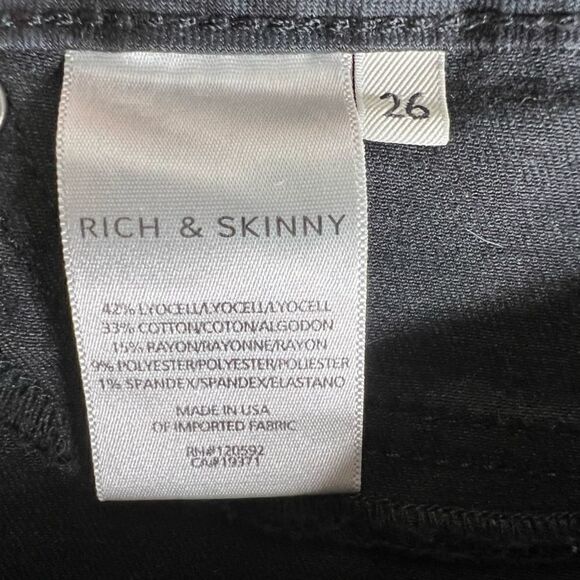 26
RICH & SKINNY
42% LYOCELL/LYOCELL/LYOCELL
33% COTTON/COTON/ALGODON
15% RAYON/RAYONNE/RAYON
9% POLYESTER/POLYESTER/POLIESTER
1% SPANDEX/SPANDEX/ELASTANO
MADE IN USA
OF IMPORTED FABRIC
RN#120592
CA#19371